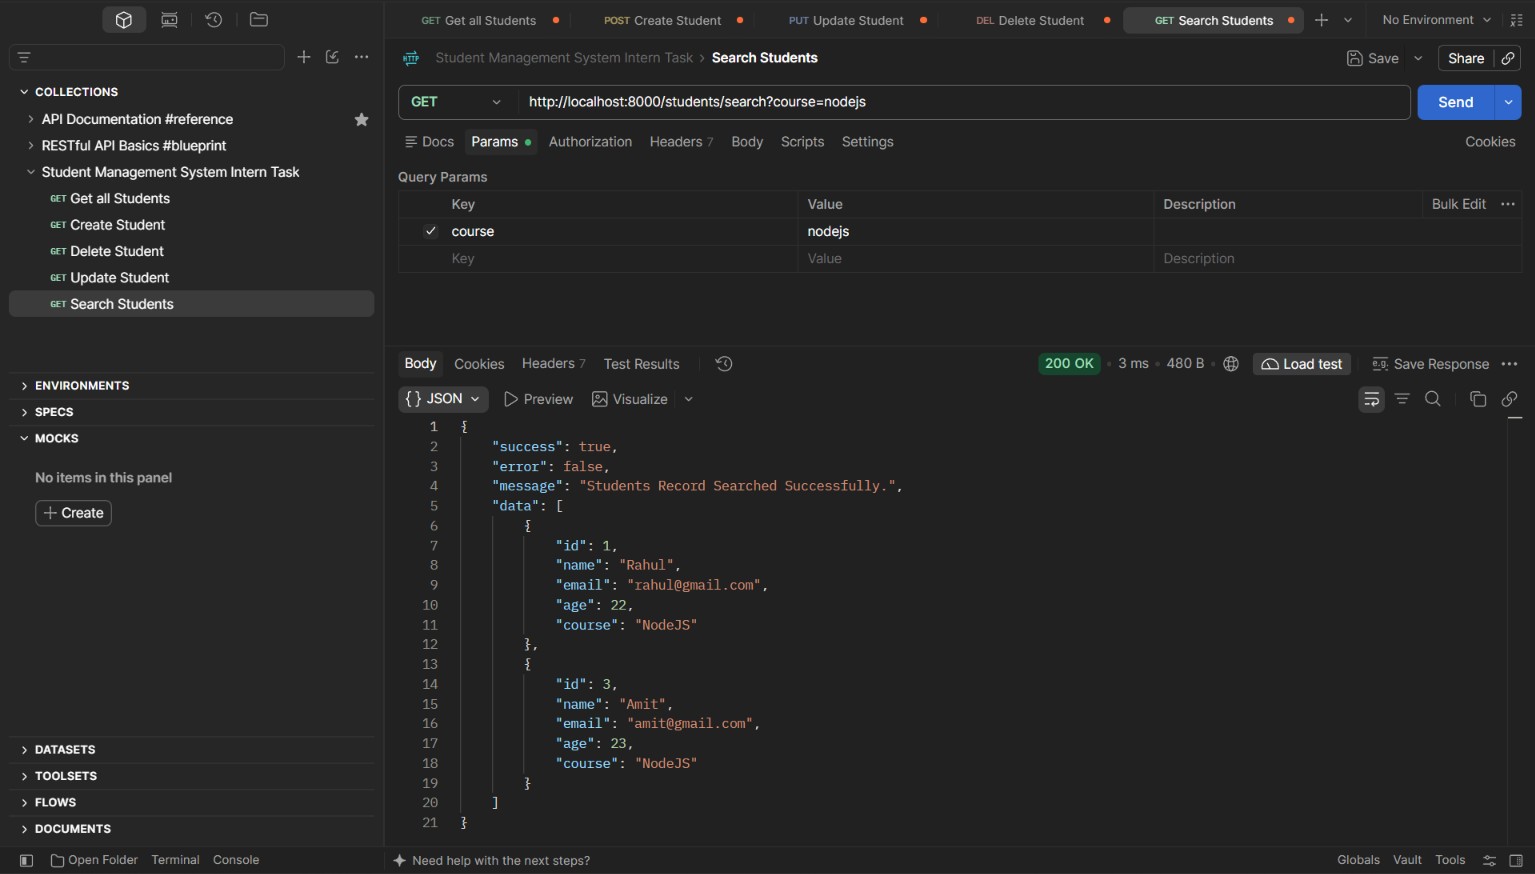 GET Get all Students
POST Create Student
PUT Update Student
DEL Delete Student
GET Search Students
No Environment
HTTP Student Management System Intern Task > Search Students
Save
Share
COLLECTIONS
API Documentation #reference
RESTful API Basics #blueprint
Student Management System Intern Task
GET Get all Students
GET Create Student
GET Delete Student
GET Update Student
GET Search Students
ENVIRONMENTS
SPECS
MOCKS
No items in this panel
Create
DATASETS
TOOLSETS
FLOWS
DOCUMENTS
GET http://localhost:8000/students/search?course=nodejs
Send
Docs Params Authorization Headers 7 Body Scripts Settings Cookies
Query Params
Key Value Description Bulk Edit
course nodejs
Key Value Description
Body Cookies Headers 7 Test Results
200 OK 3 ms 480 B Load test e.g. Save Response
{} JSON Preview Visualize
1 {
2 "success": true,
3 "error": false,
4 "message": "Students Record Searched Successfully.",
5 "data": [
6 {
7 "id": 1,
8 "name": "Rahul",
9 "email": "rahul@gmail.com",
10 "age": 22,
11 "course": "NodeJS"
12 },
13 {
14 "id": 3,
15 "name": "Amit",
16 "email": "amit@gmail.com",
17 "age": 23,
18 "course": "NodeJS"
19 }
20 ]
21 }
Open Folder Terminal Console
Need help with the next steps?
Globals Vault Tools